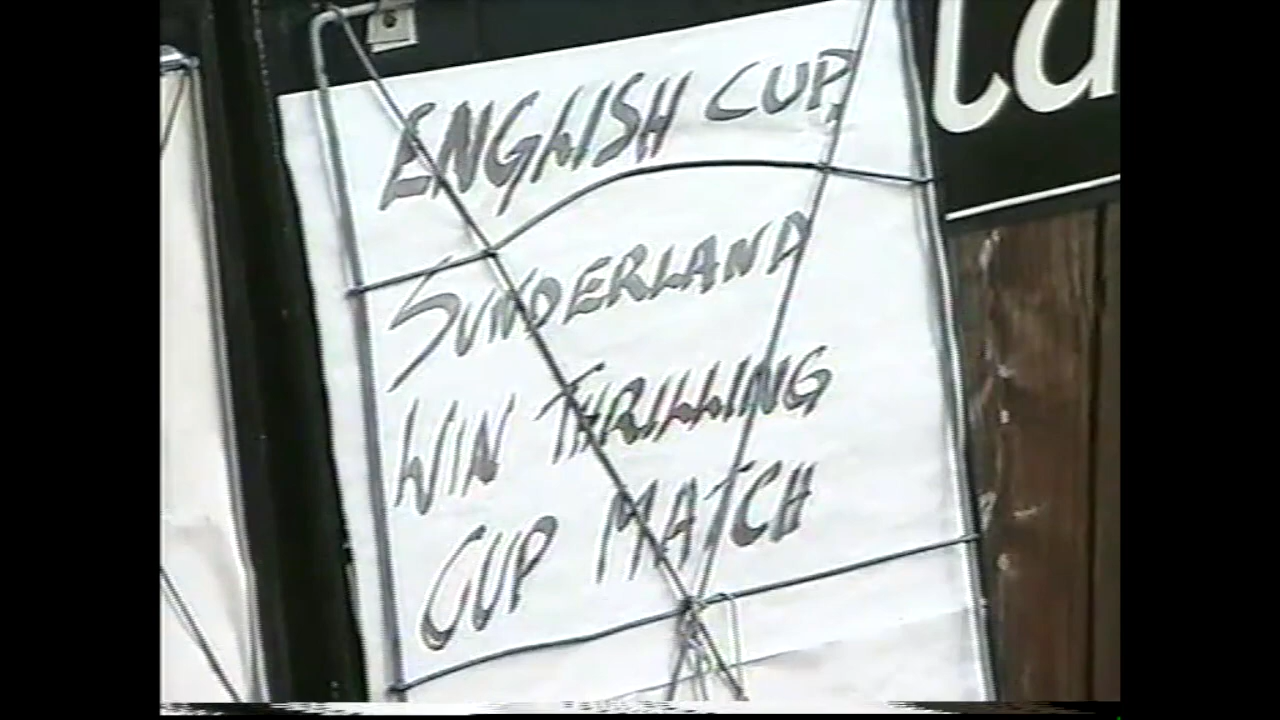 ENGLISH CUP,
SUNDERLAND
WIN THRILLING
CUP MATCH